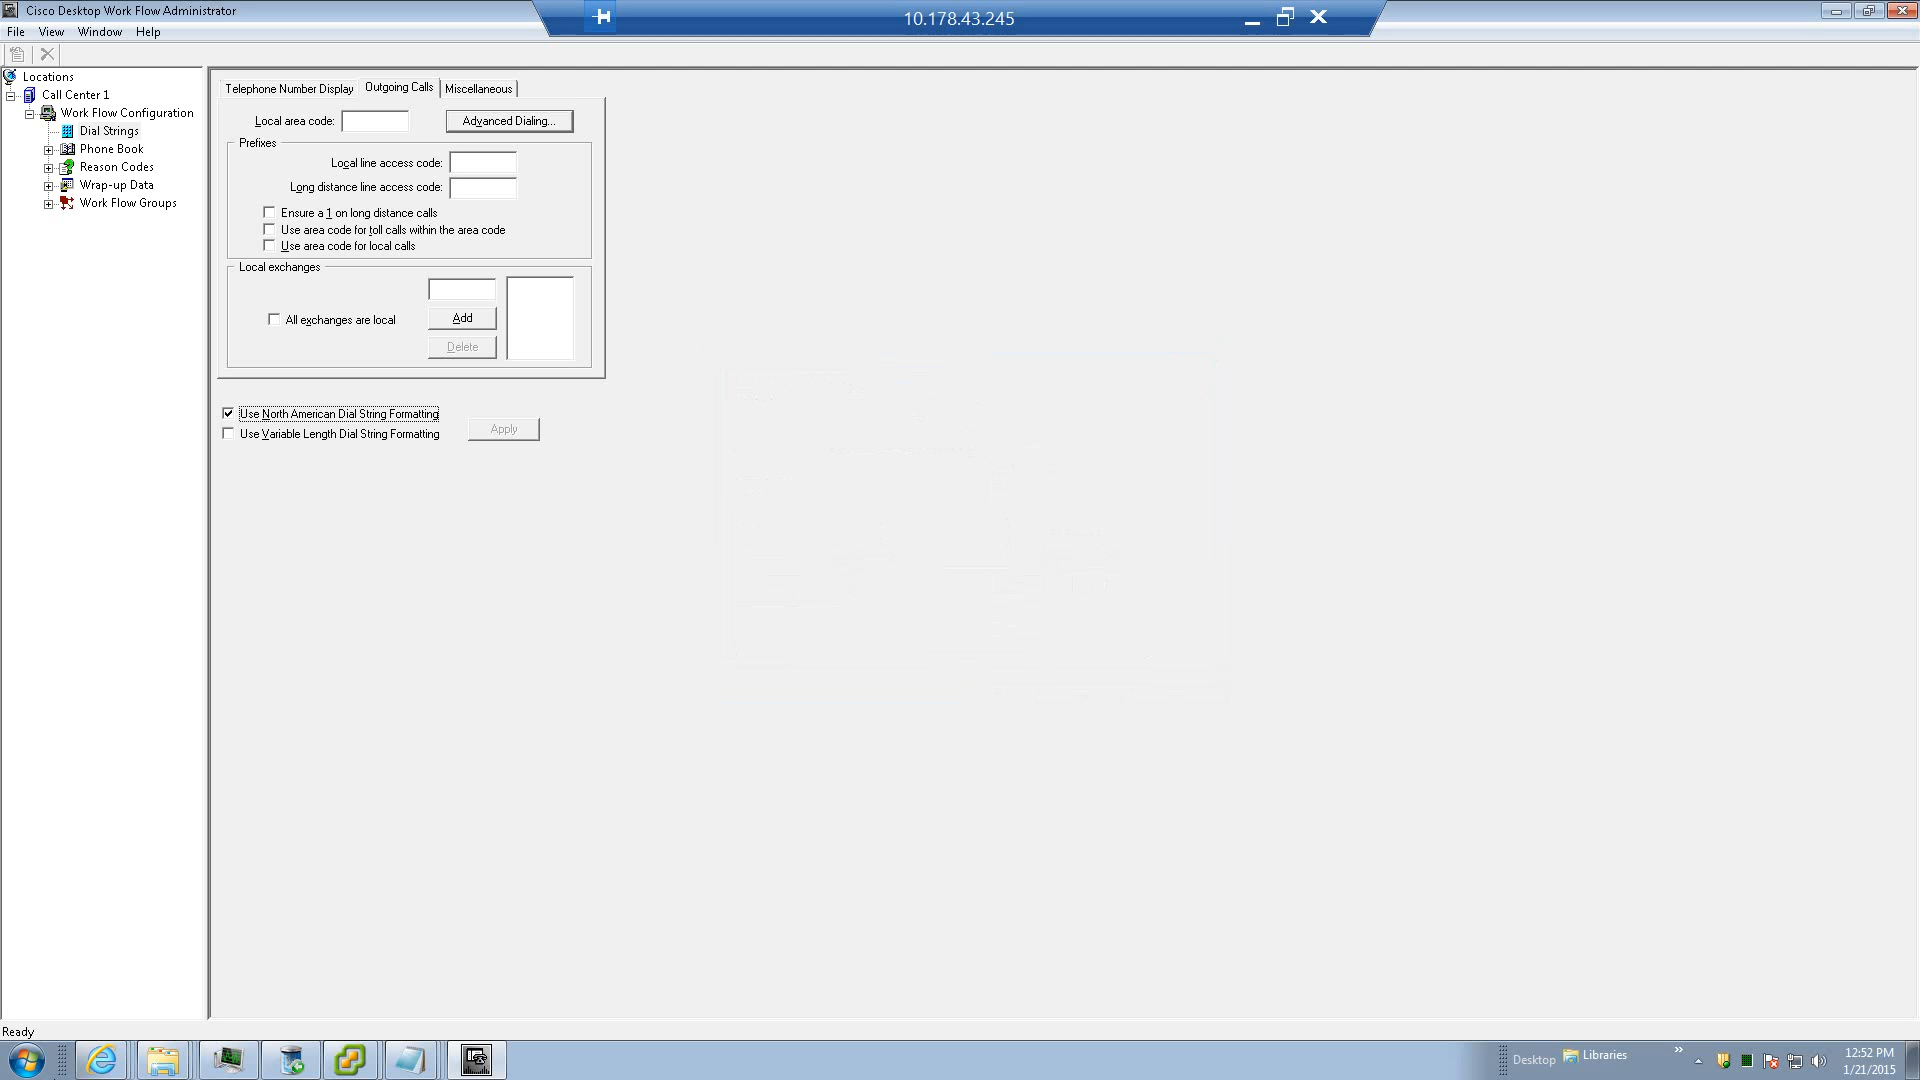 Cisco Desktop Work Flow Administrator
10.178.43.245
File View Window Help
Locations
Call Center 1
Work Flow Configuration
Dial Strings
Phone Book
Reason Codes
Wrap-up Data
Work Flow Groups
Telephone Number Display Outgoing Calls Miscellaneous
Local area code: Advanced Dialing...
Prefixes
Local line access code:
Long distance line access code:
Ensure a 1 on long distance calls
Use area code for toll calls within the area code
Use area code for local calls
Local exchanges
All exchanges are local
Add
Delete
Use North American Dial String Formatting
Use Variable Length Dial String Formatting
Apply
Ready
Desktop Libraries
12:52 PM
1/21/2015